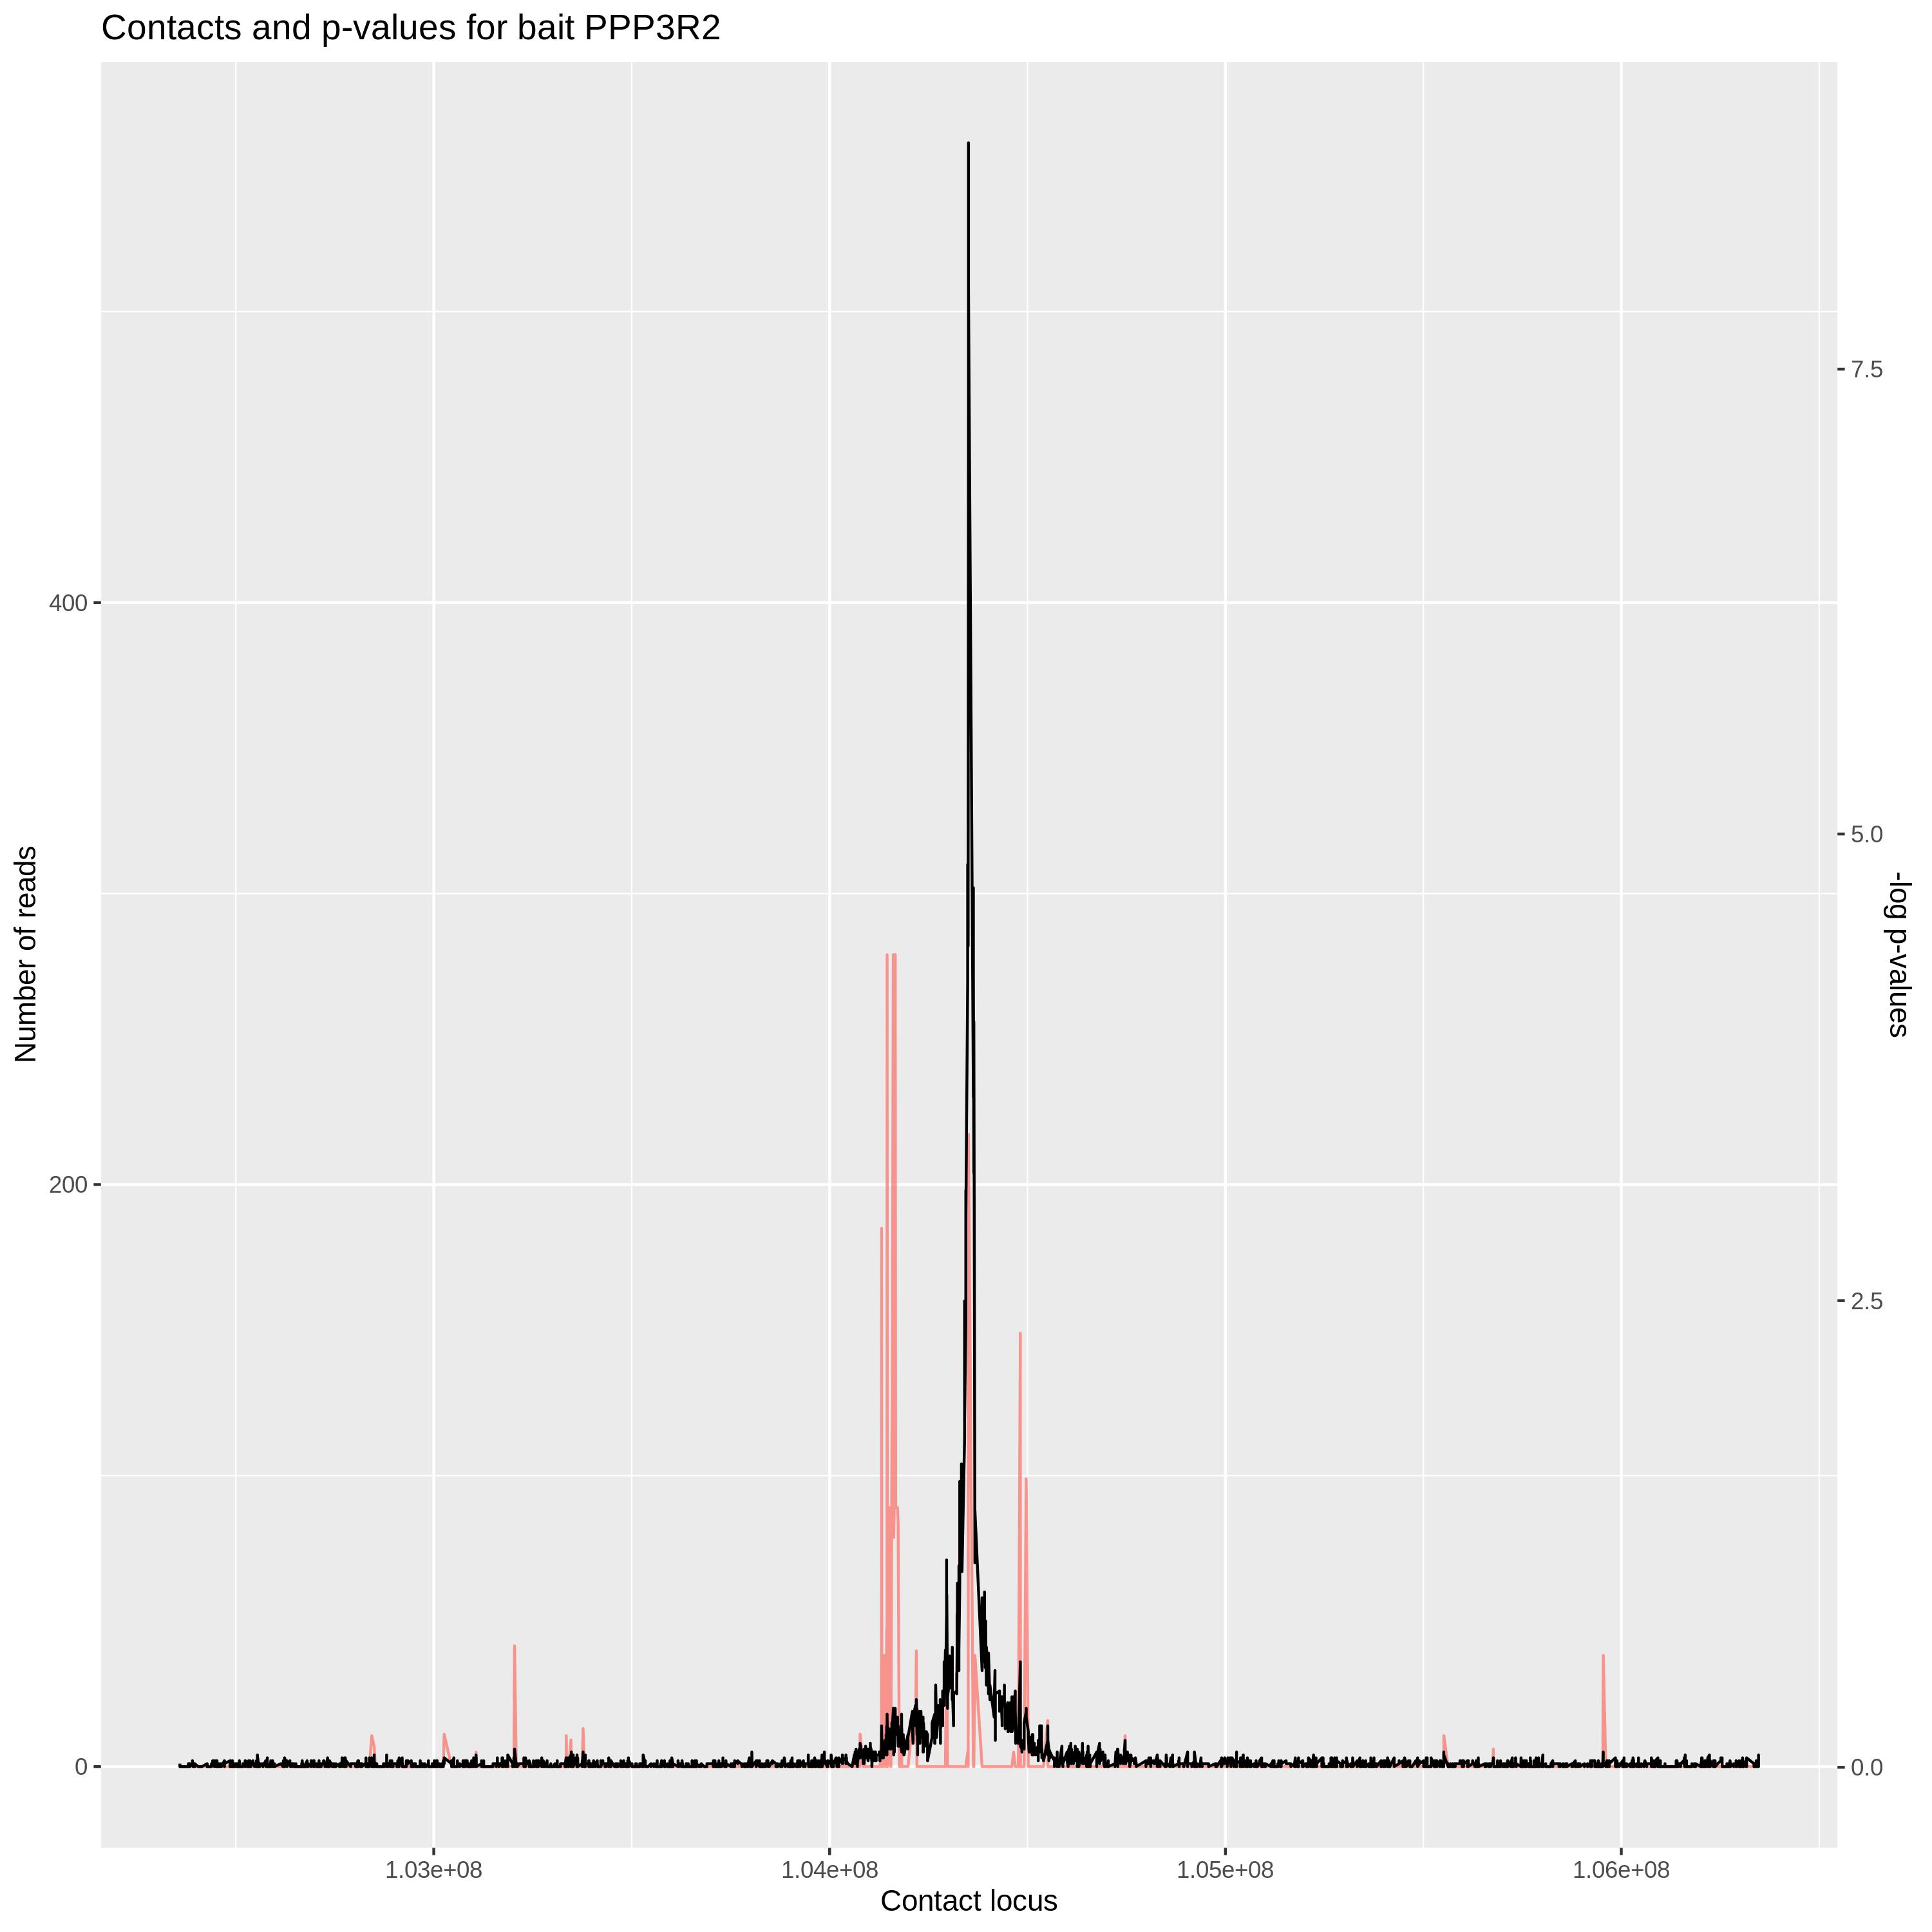 Contacts and p-values for bait PPP3R2
Number of reads
400
200
0
7.5
5.0
2.5
0.0
-log p-values
1.03e+08
1.04e+08
1.05e+08
1.06e+08
Contact locus